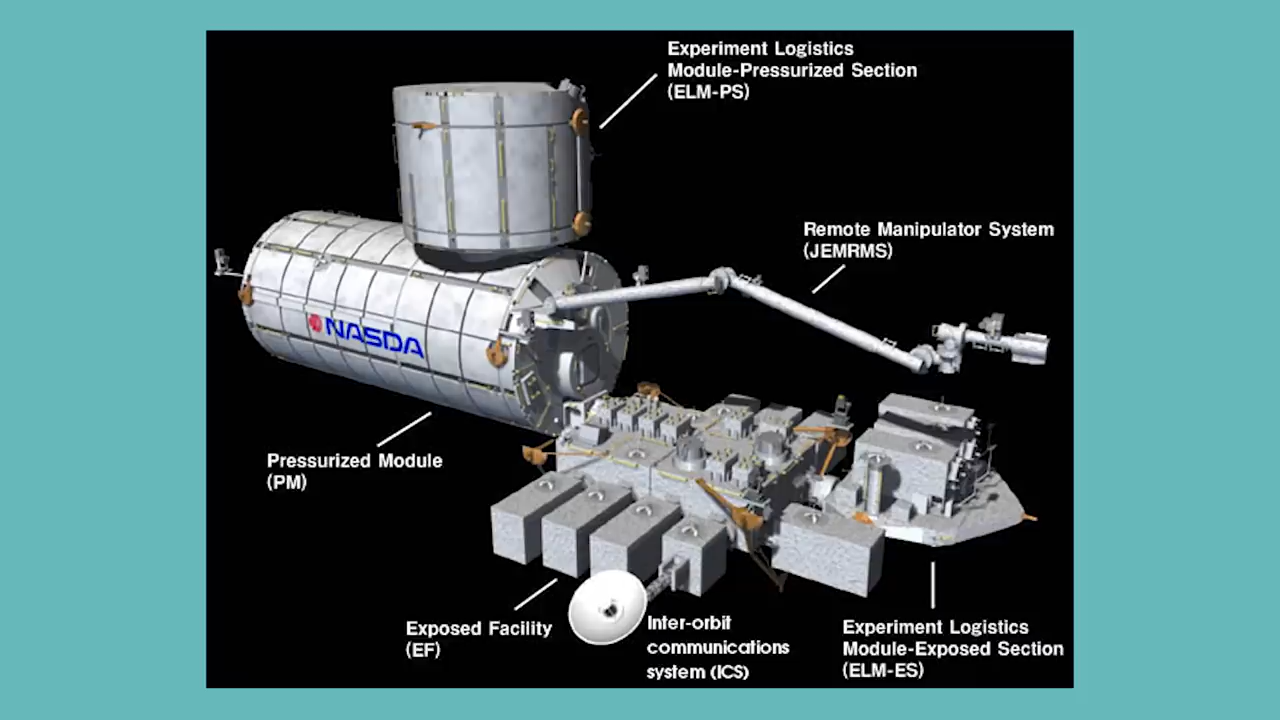 Experiment Logistics
Module-Pressurized Section
(ELM-PS)
Remote Manipulator System
(JEMRMS)
NASDA
Pressurized Module
(PM)
Exposed Facility
(EF)
Inter-orbit
communications
system (ICS)
Experiment Logistics
Module-Exposed Section
(ELM-ES)